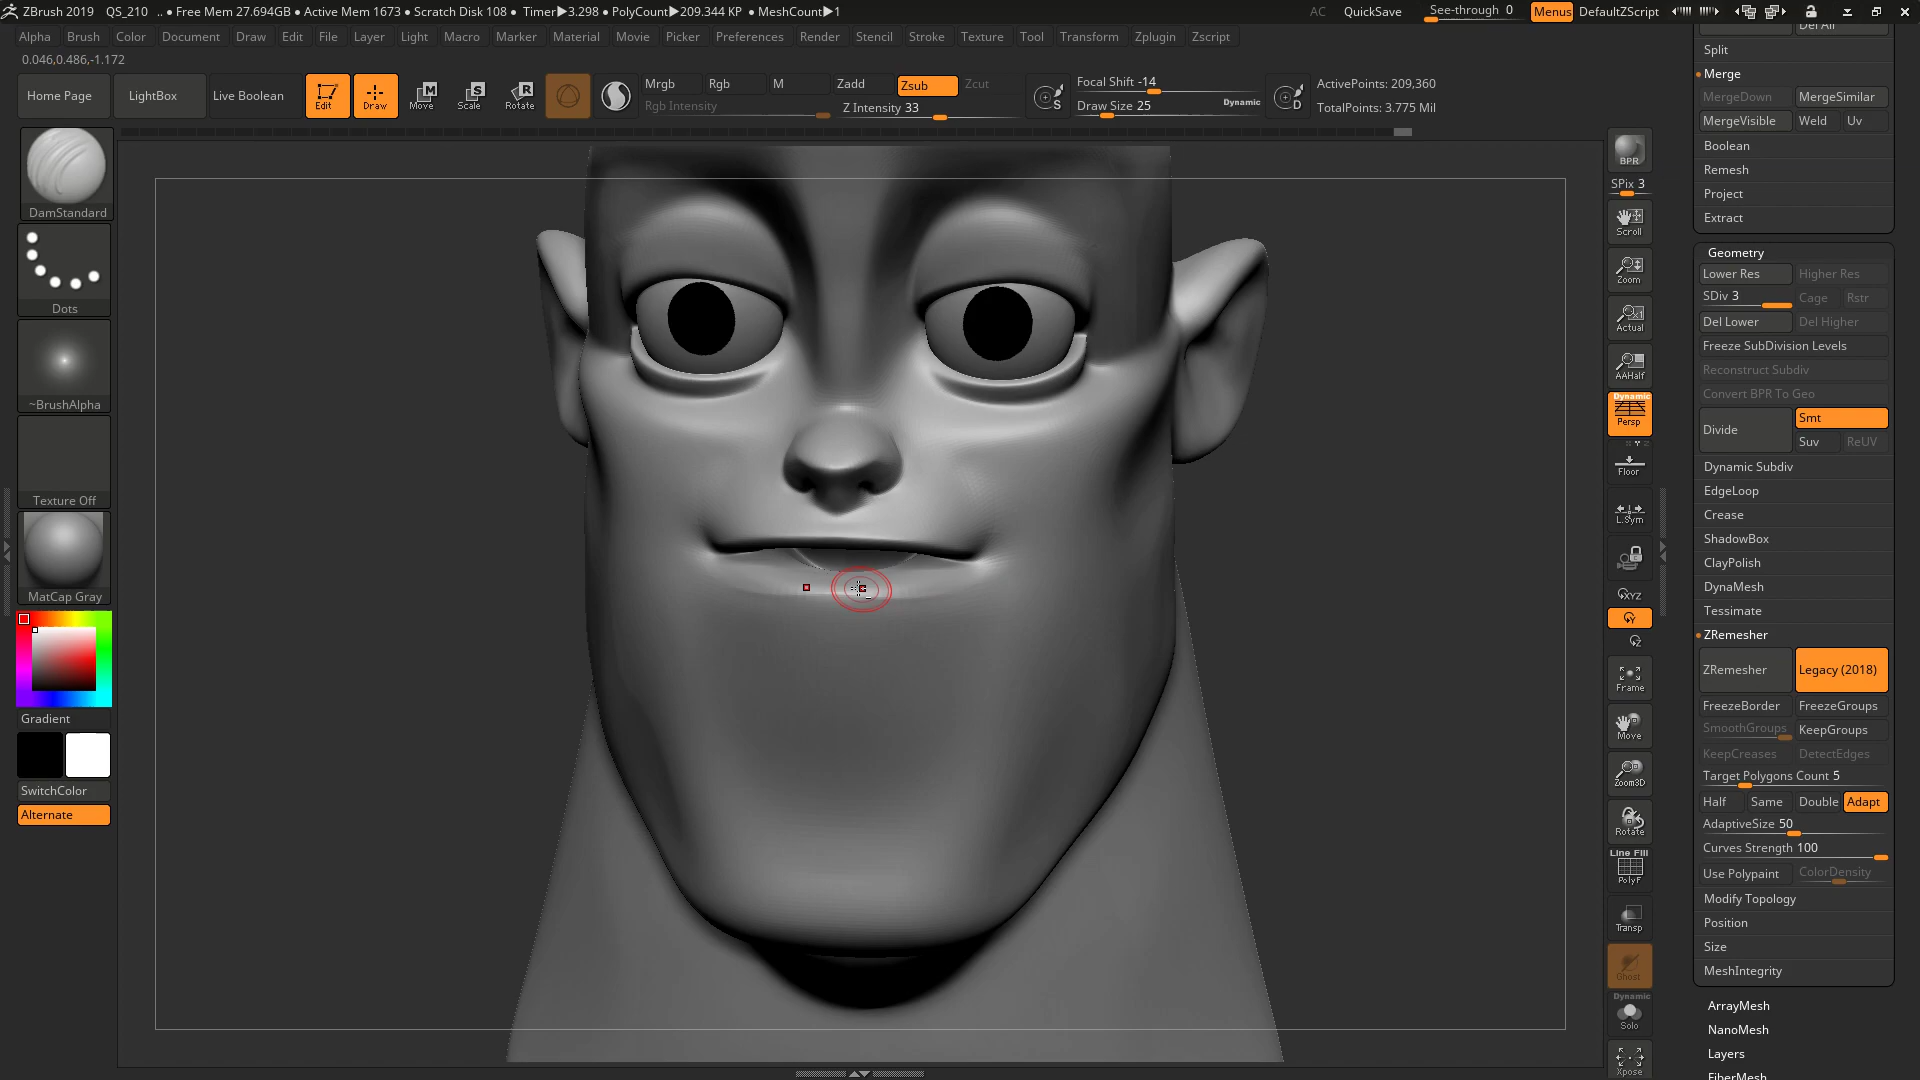 ZBrush 2019 QS_210 .. ● Free Mem 27.694GB ● Active Mem 1673 ● Scratch Disk 108 ● Timer▶3.298 ● PolyCount▶209.344 KP ● MeshCount▶1 AC QuickSave See-through 0 Menus DefaultZScript
Alpha Brush Color Document Draw Edit File Layer Light Macro Marker Material Movie Picker Preferences Render Stencil Stroke Texture Tool Transform Zplugin Zscript
0.046,0.486,-1.172
Home Page LightBox Live Boolean Edit Draw Move Scale Rotate
M S R
Mrgb Rgb M Zadd Zsub Zcut
Rgb Intensity Z Intensity 33
S Focal Shift -14
Draw Size 25 Dynamic D
ActivePoints: 209,360
TotalPoints: 3.775 Mil
DamStandard
Dots
~BrushAlpha
Texture Off
MatCap Gray
Gradient
SwitchColor
Alternate
BPR
SPix 3
Scroll
Zoom
Actual
AAHalf
Dynamic
Persp
Floor
L.Sym
XYZ
Y
Z
Frame
Move
Zoom3D
Rotate
Line Fill
PolyF
Transp
Ghost
Dynamic
Solo
Xpose
Del All
Split
Merge
MergeDown MergeSimilar
MergeVisible Weld Uv
Boolean
Remesh
Project
Extract
Geometry
Lower Res Higher Res
SDiv 3 Cage Rstr
Del Lower Del Higher
Freeze SubDivision Levels
Reconstruct Subdiv
Convert BPR To Geo
Divide Smt
Suv ReUV
Dynamic Subdiv
EdgeLoop
Crease
ShadowBox
ClayPolish
DynaMesh
Tessimate
ZRemesher
ZRemesher Legacy (2018)
FreezeBorder FreezeGroups
SmoothGroups KeepGroups
KeepCreases DetectEdges
Target Polygons Count 5
Half Same Double Adapt
AdaptiveSize 50
Curves Strength 100
Use Polypaint ColorDensity
Modify Topology
Position
Size
MeshIntegrity
ArrayMesh
NanoMesh
Layers
FiberMesh